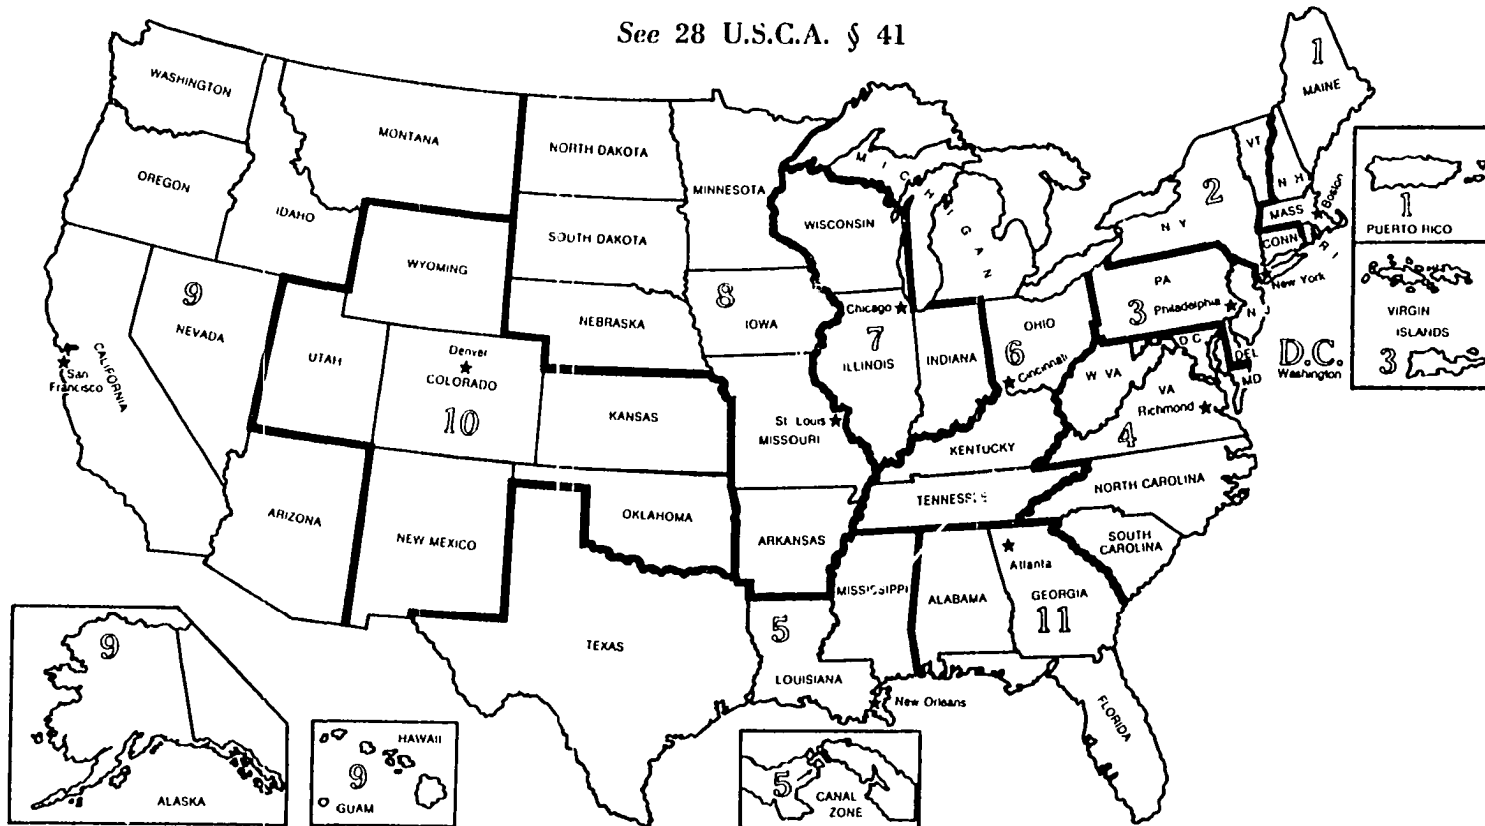 See 28 U.S.C.A. § 41
WASHINGTON
MONTANA
NORTH DAKOTA
MINNESOTA
MICHIGAN
1
MAINE
VT
NH
OREGON
IDAHO
SOUTH DAKOTA
WISCONSIN
2
N Y
MASS
Boston
CONN
R I
1
PUERTO RICO
WYOMING
9
NEVADA
NEBRASKA
8
IOWA
Chicago
7
ILLINOIS
INDIANA
OHIO
6
Cincinnati
PA
3
Philadelphia
N J
New York
VIRGIN
ISLANDS
3
CALIFORNIA
San
Francisco
UTAH
Denver
COLORADO
10
KANSAS
St. Louis
MISSOURI
KENTUCKY
W VA
D C
DEL
MD
D.C.
Washington
VA
Richmond
4
ARIZONA
NEW MEXICO
OKLAHOMA
ARKANSAS
TENNESSEE
NORTH CAROLINA
SOUTH
CAROLINA
MISSISSIPPI
ALABAMA
Atlanta
GEORGIA
11
TEXAS
5
LOUISIANA
New Orleans
FLORIDA
9
ALASKA
HAWAII
9
GUAM
5
CANAL
ZONE